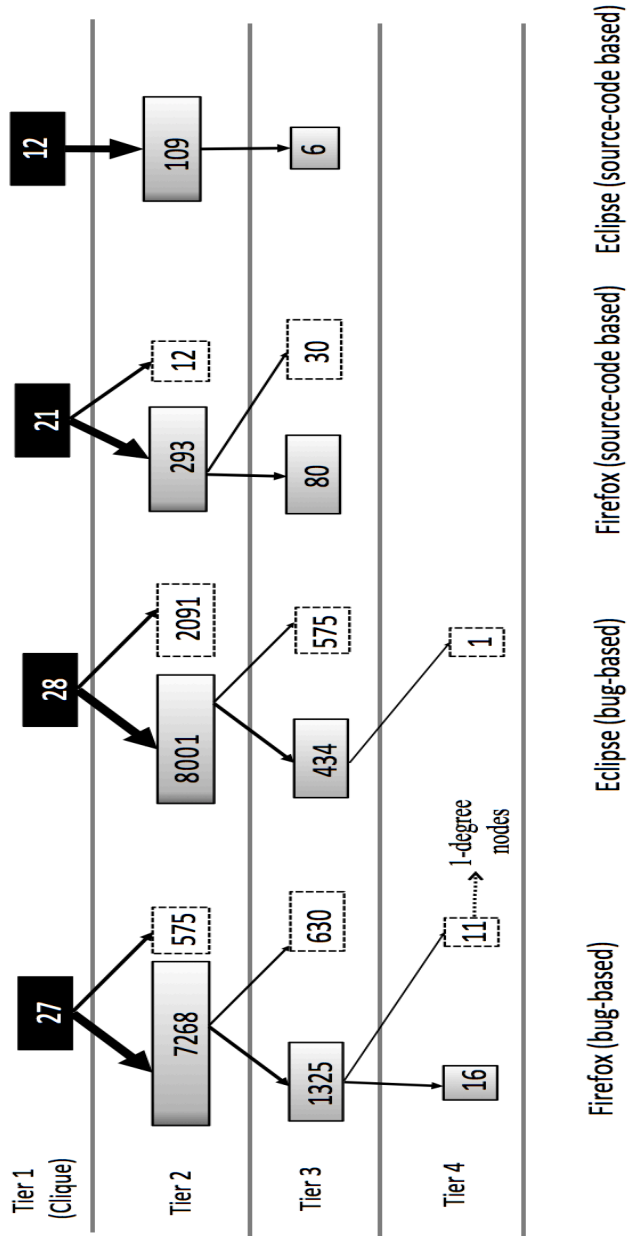 Tier 1
(Clique)
27
28
21
12
Tier 2
7268
575
8001
2091
293
12
109
Tier 3
1325
630
434
575
80
30
6
Tier 4
16
11
1-degree
nodes
1
Firefox (bug-based)
Eclipse (bug-based)
Firefox (source-code based)
Eclipse (source-code based)